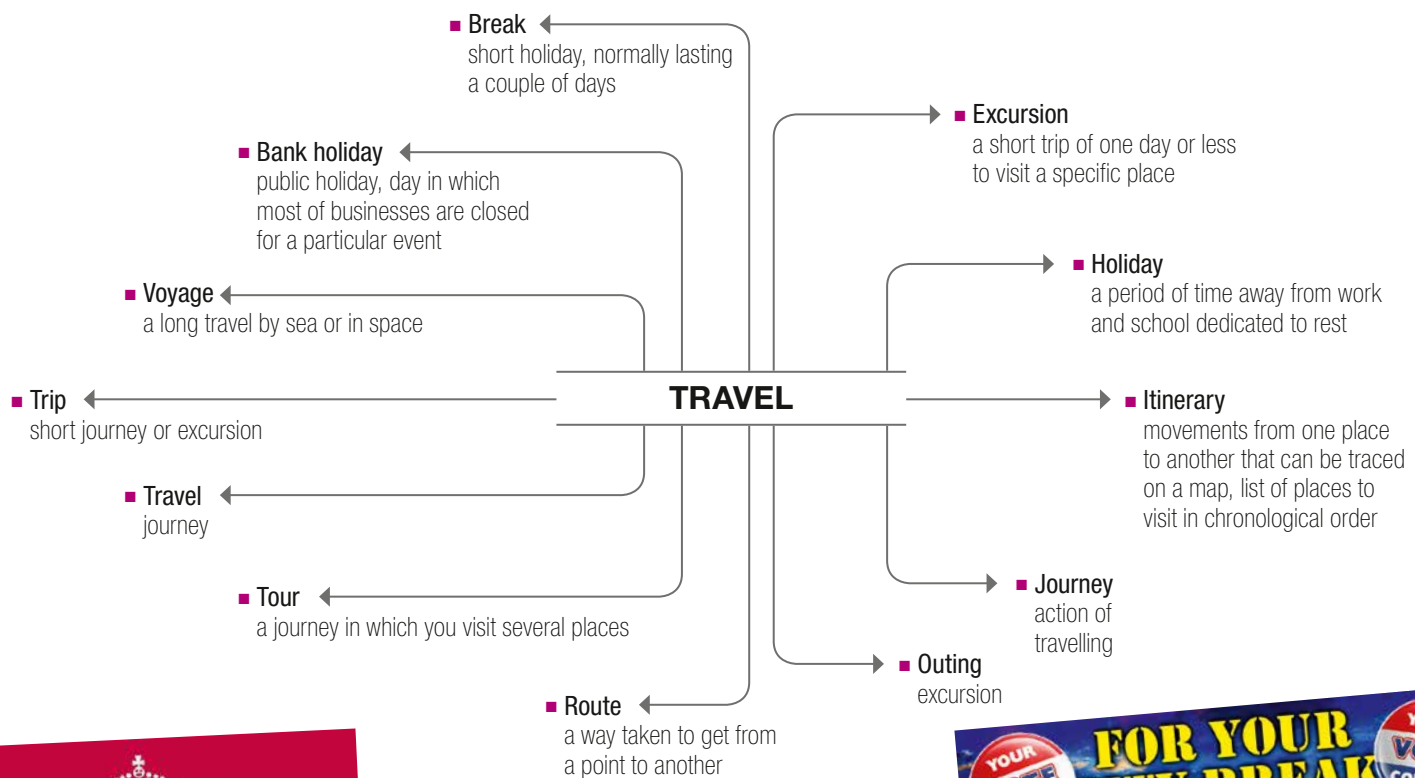 Break
short holiday, normally lasting
a couple of days
Excursion
a short trip of one day or less
to visit a specific place
Bank holiday
public holiday, day in which
most of businesses are closed
for a particular event
Holiday
a period of time away from work
and school dedicated to rest
Voyage
a long travel by sea or in space
TRAVEL
Trip
short journey or excursion
Itinerary
movements from one place
to another that can be traced
on a map, list of places to
visit in chronological order
Travel
journey
Tour
a journey in which you visit several places
Journey
action of
travelling
Outing
excursion
Route
a way taken to get from
a point to another
YOUR
FOR YOUR
BREAK